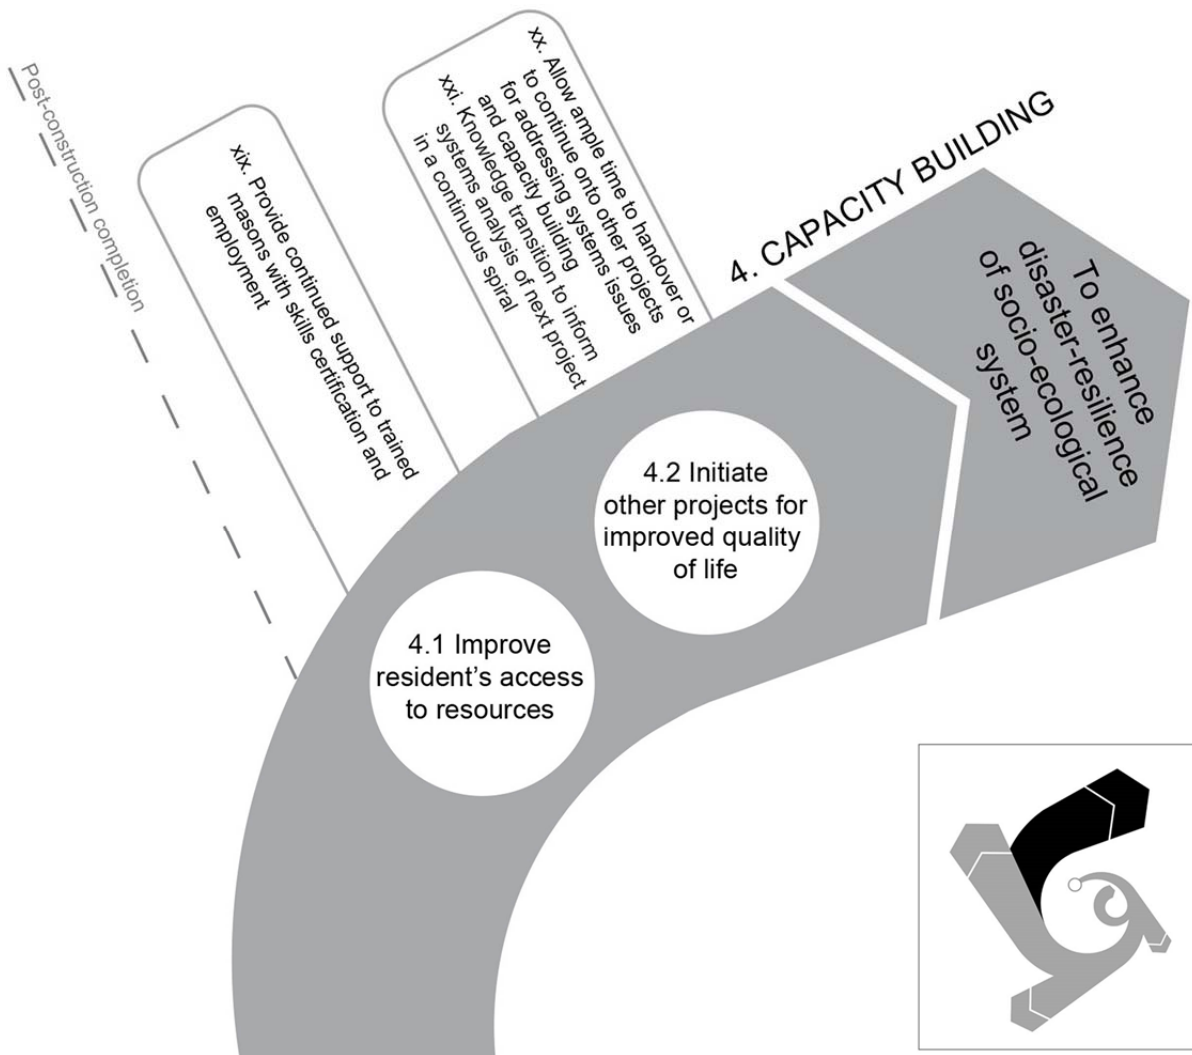 Post-construction completion
xix. Provide continued support to trained
masons with skills certification and
employment
xx. Allow ample time to handover or
to continue onto other projects
for addressing systems issues
and capacity building
xxi. Knowledge transition to inform
systems analysis of next project
in a continuous spiral
4. CAPACITY BUILDING
To enhance
disaster-resilience
of socio-ecological
system
4.1 Improve
resident’s access
to resources
4.2 Initiate
other projects for
improved quality
of life